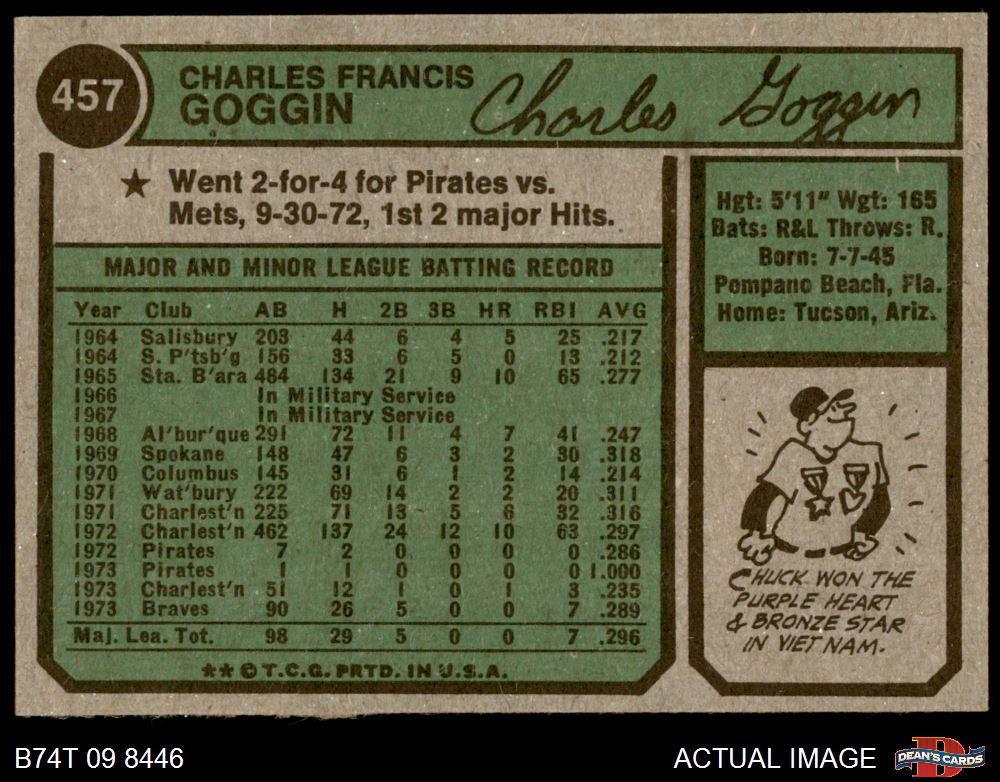 457
CHARLES FRANCIS
GOGGIN
Charles Goggin
★ Went 2-for-4 for Pirates vs.
Mets, 9-30-72, 1st 2 major Hits.
MAJOR AND MINOR LEAGUE BATTING RECORD
Year Club AB H 2B 3B HR RBI AVG
1964 Salisbury 203 44 6 4 5 25 .217
1964 S. P'tsb'g 156 33 6 5 0 13 .212
1965 Sta. B'ara 484 134 21 9 10 65 .277
1966 In Military Service
1967 In Military Service
1968 Al'bur'que 291 72 11 4 7 41 .247
1969 Spokane 148 47 6 3 2 30 .318
1970 Columbus 145 31 6 1 2 14 .214
1971 Wat'bury 222 69 14 2 2 20 .311
1971 Charlest'n 225 71 13 5 6 32 .316
1972 Charlest'n 462 137 24 12 10 63 .297
1972 Pirates 7 2 0 0 0 0 .286
1973 Pirates 1 1 0 0 0 0 1.000
1973 Charlest'n 51 12 1 0 1 3 .235
1973 Braves 90 26 5 0 0 7 .289
Maj. Lea. Tot. 98 29 5 0 0 7 .296
★★ © T.C.G. PRTD. IN U.S.A.
Hgt: 5'11" Wgt: 165
Bats: R&L Throws: R.
Born: 7-7-45
Pompano Beach, Fla.
Home: Tucson, Ariz.
CHUCK WON THE
PURPLE HEART
& BRONZE STAR
IN VIET NAM.
B74T 09 8446
ACTUAL IMAGE
D
DEAN'S CARDS